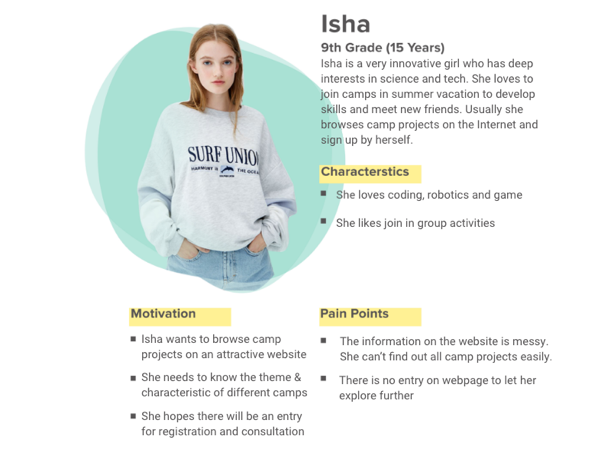 Isha
9th Grade (15 Years)
Isha is a very innovative girl who has deep
interests in science and tech. She loves to
join camps in summer vacation to develop
skills and meet new friends. Usually she
browses camp projects on the Internet and
sign up by herself.
Characterstics
She loves coding, robotics and game
She likes join in group activities
SURF UNION
HARMONY IN THE OCEAN
Motivation
Isha wants to browse camp
projects on an attractive website
She needs to know the theme &
characteristic of different camps
She hopes there will be an entry
for registration and consultation
Pain Points
The information on the website is messy.
She can't find out all camp projects easily.
There is no entry on webpage to let her
explore further